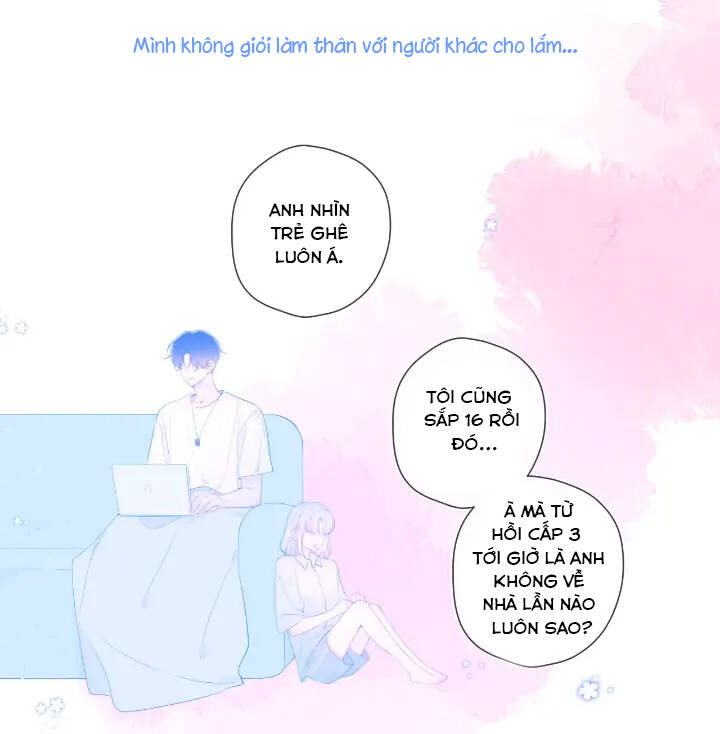 Mình không giỏi làm thân với người khác cho lắm...
ANH NHÌN
TRẺ GHÊ
LUÔN Á.
TÔI CŨNG
SẮP 16 RỒI
ĐÓ...
À MÀ TỪ
HỒI CẤP 3
TỚI GIỜ LÀ ANH
KHÔNG VỀ
NHÀ LẦN NÀO
LUÔN SAO?